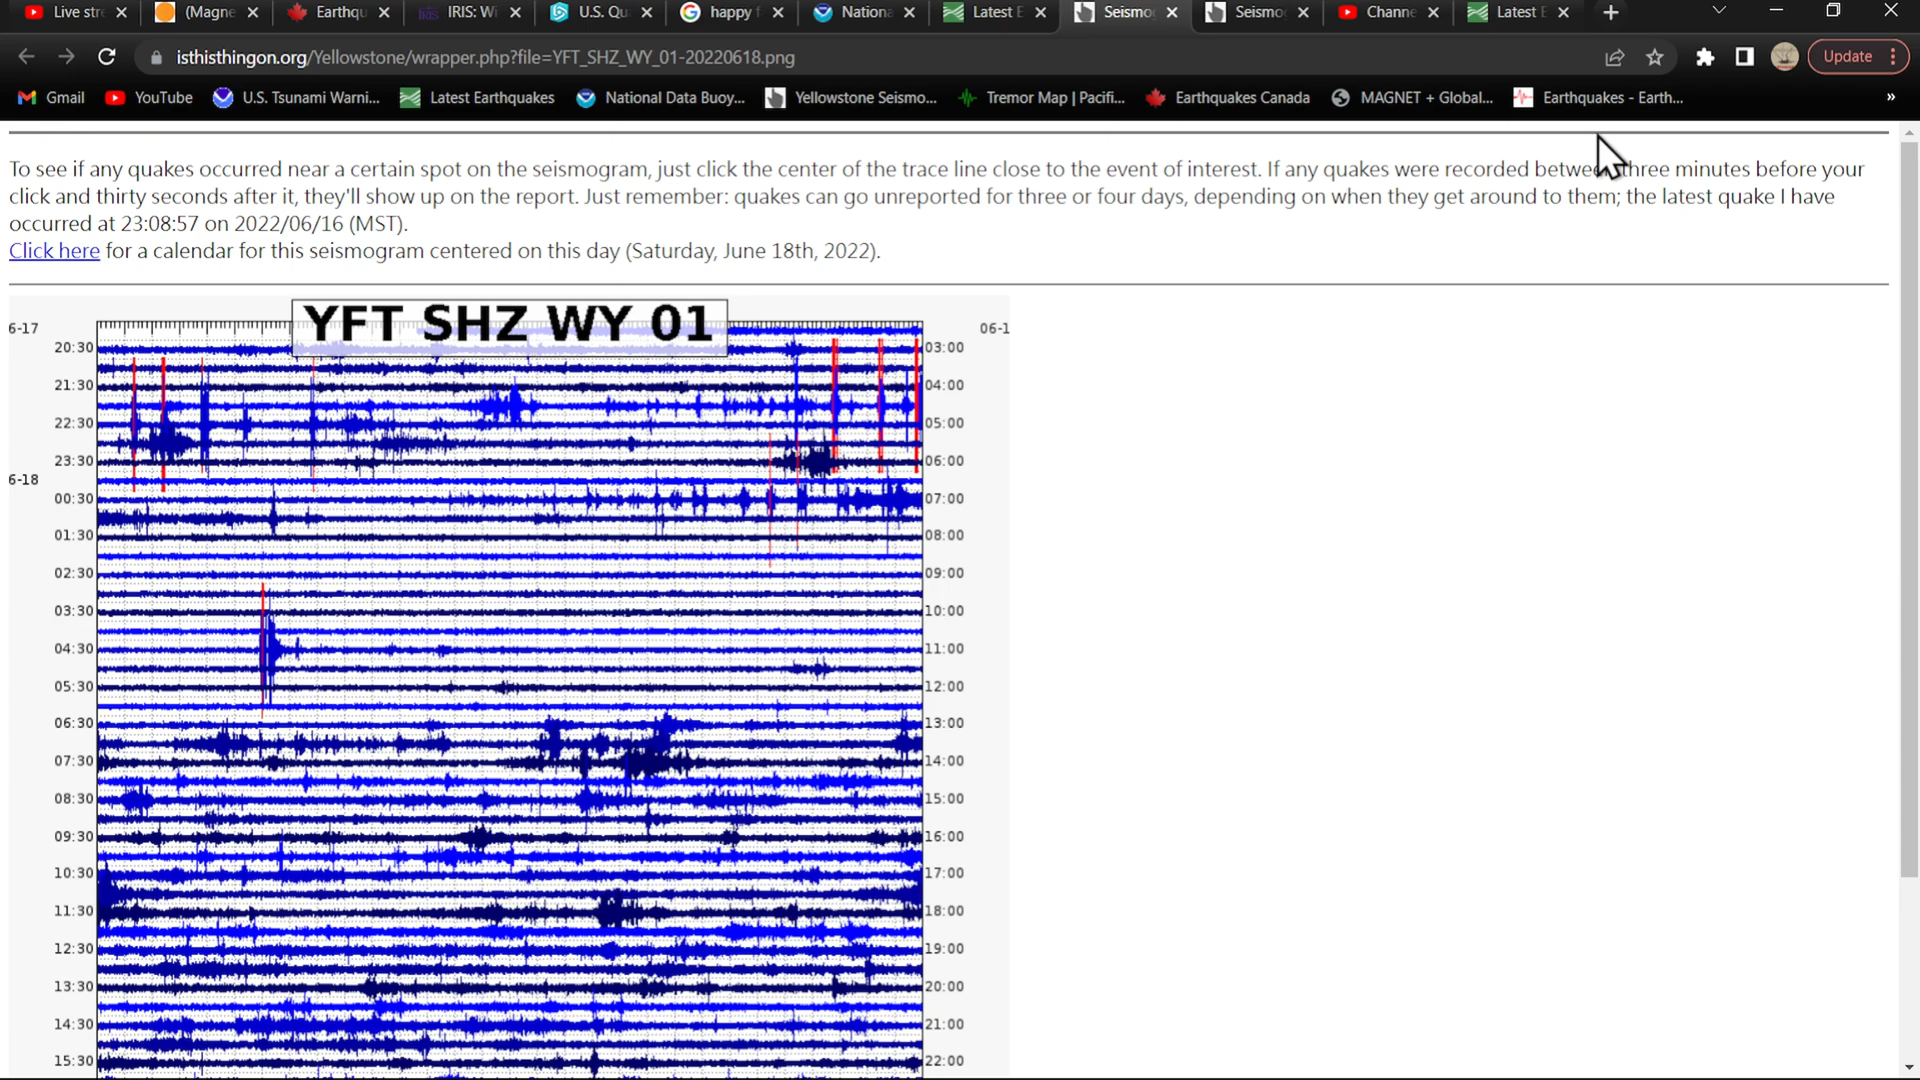 Live str
(Magne
Earthqu
IRIS: Wi
U.S. Qu
happy f
Nationa
Latest E
Seismo
Seismo
Channe
Latest E
isthisthingon.org/Yellowstone/wrapper.php?file=YFT_SHZ_WY_01-20220618.png
Update
Gmail
YouTube
U.S. Tsunami Warni...
Latest Earthquakes
National Data Buoy...
Yellowstone Seismo...
Tremor Map | Pacifi...
Earthquakes Canada
MAGNET + Global...
Earthquakes - Earth...
»
To see if any quakes occurred near a certain spot on the seismogram, just click the center of the trace line close to the event of interest. If any quakes were recorded between three minutes before your
click and thirty seconds after it, they'll show up on the report. Just remember: quakes can go unreported for three or four days, depending on when they get around to them; the latest quake I have
occurred at 23:08:57 on 2022/06/16 (MST).
Click here for a calendar for this seismogram centered on this day (Saturday, June 18th, 2022).
YFT SHZ WY 01
6-17 06-1
20:30 03:00
21:30 04:00
22:30 05:00
23:30 06:00
6-18
00:30 07:00
01:30 08:00
02:30 09:00
03:30 10:00
04:30 11:00
05:30 12:00
06:30 13:00
07:30 14:00
08:30 15:00
09:30 16:00
10:30 17:00
11:30 18:00
12:30 19:00
13:30 20:00
14:30 21:00
15:30 22:00